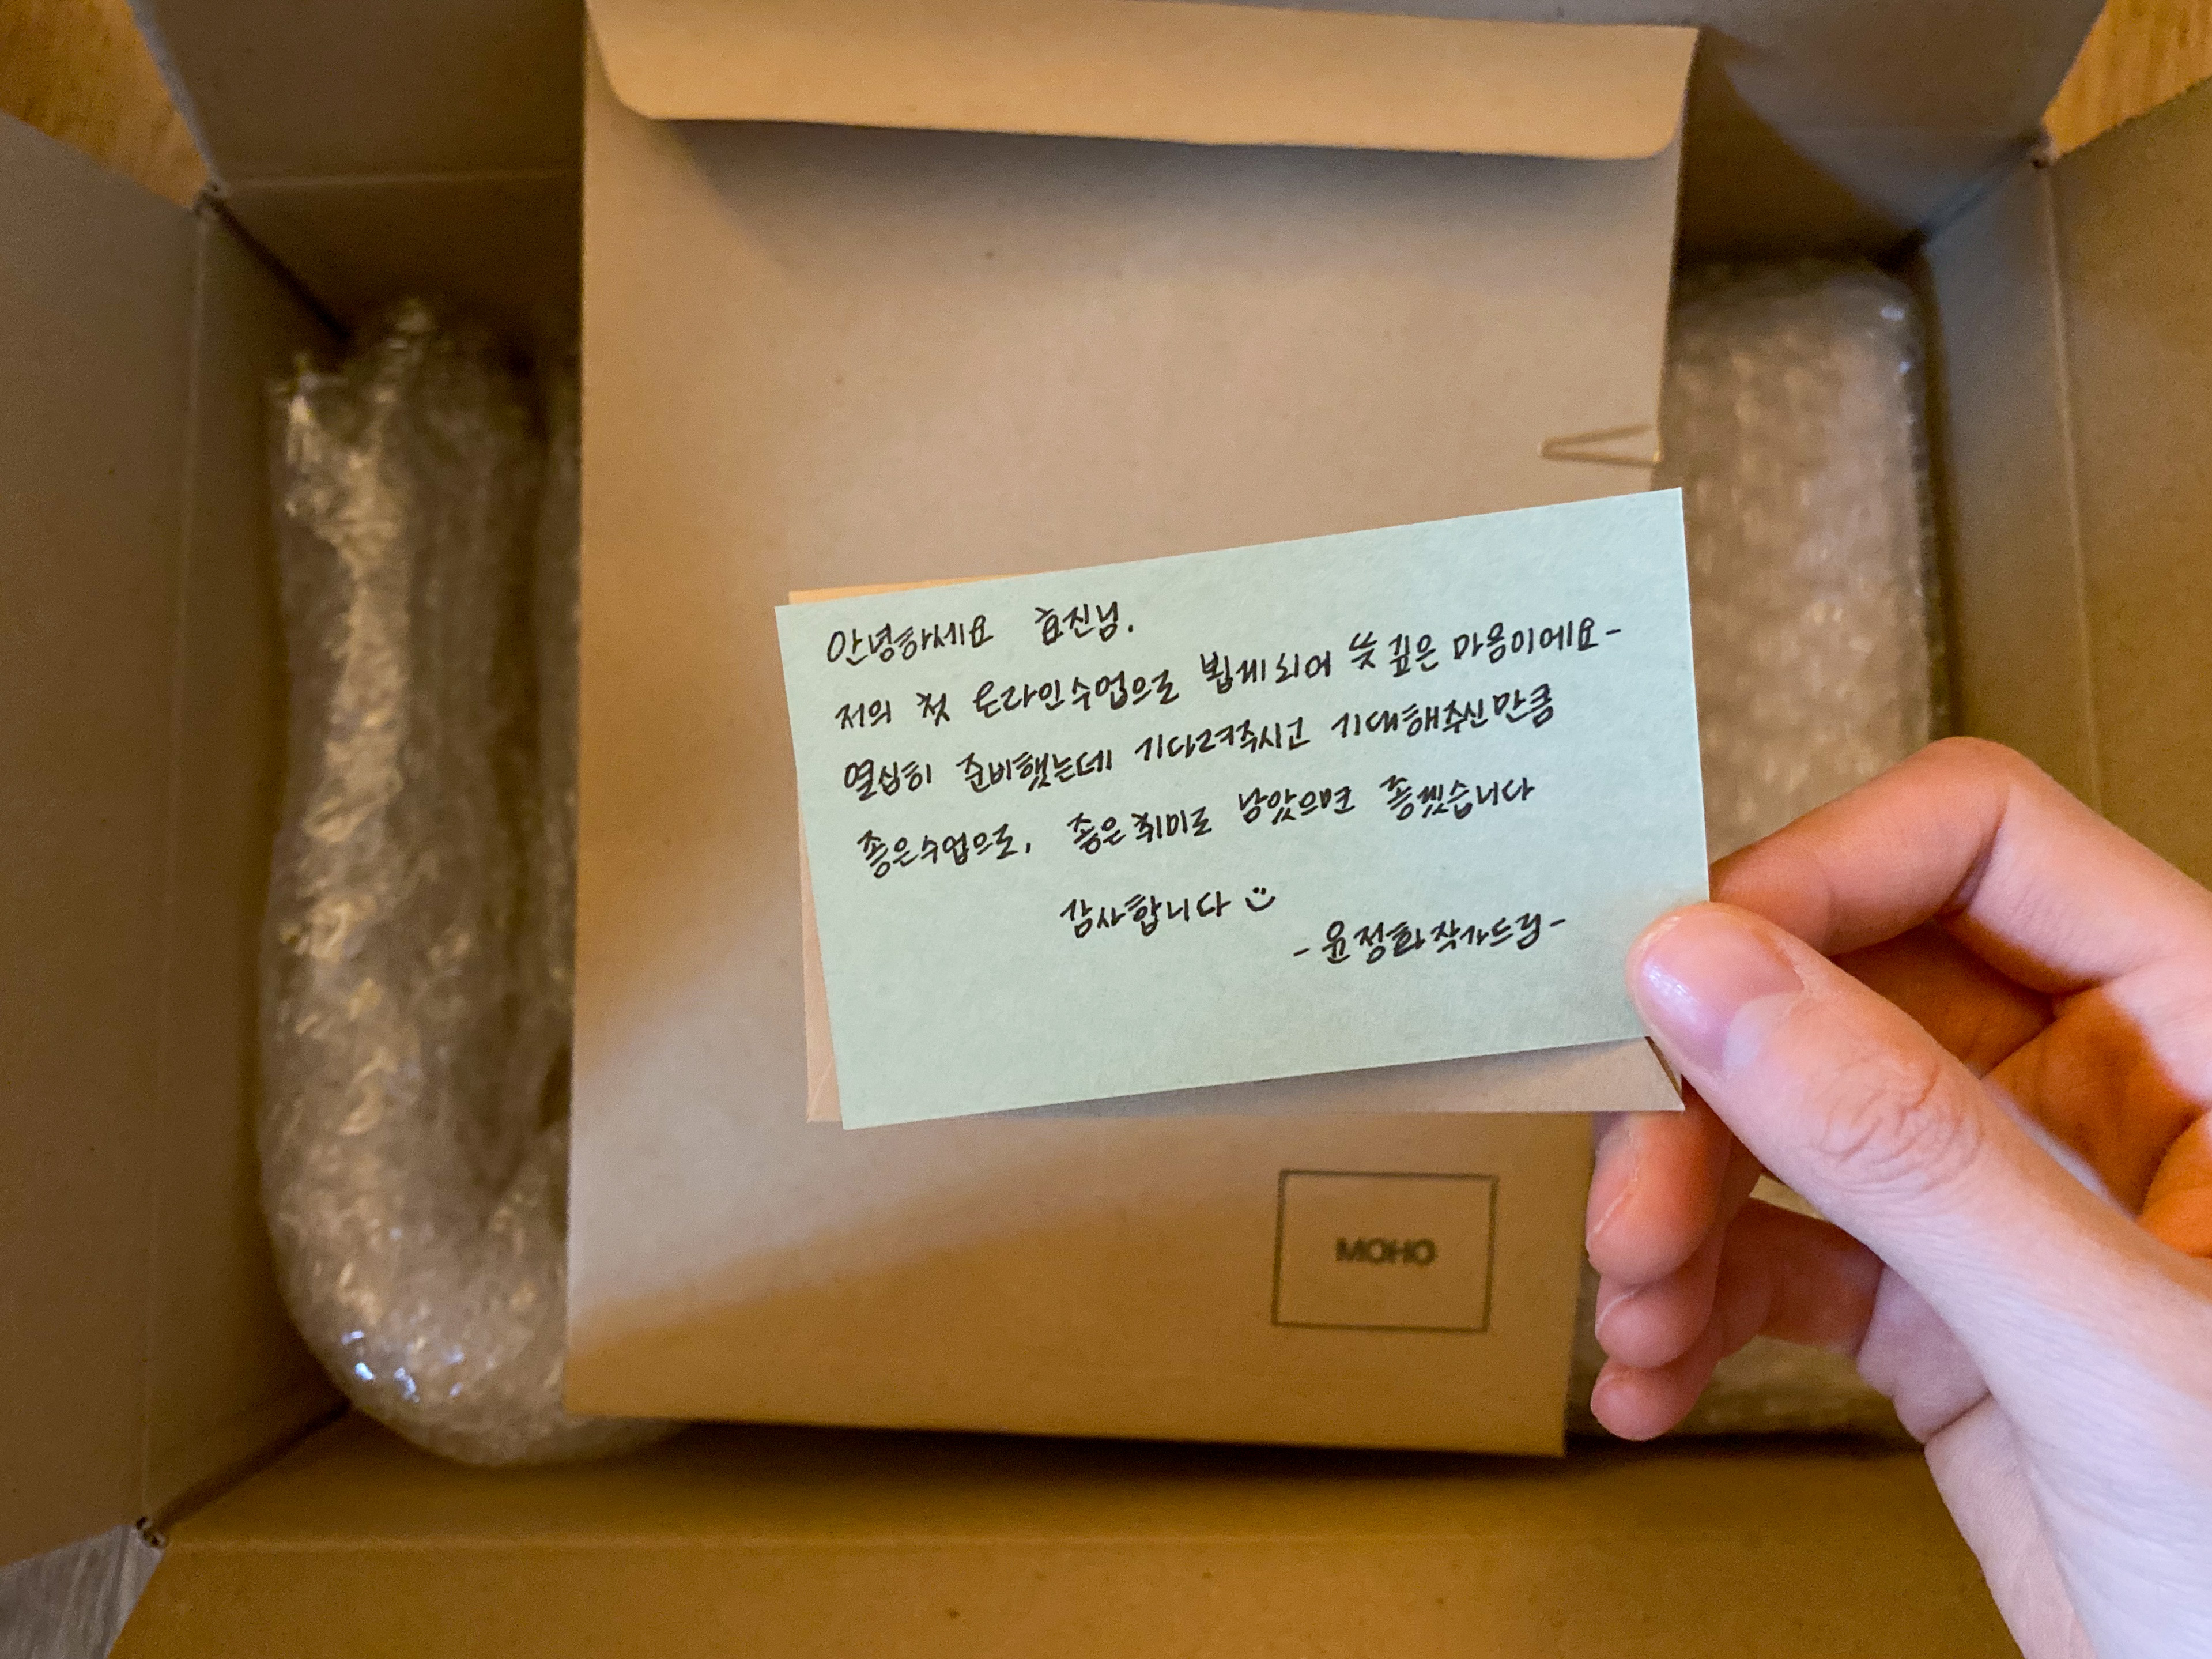 안녕하세요 효진님.
저의 첫 온라인수업으로 뵙게되어 뜻깊은 마음이에요-
열심히 준비했는데 기다려주시고 기대해주신만큼
좋은수업으로, 좋은취미로 남았으면 좋겠습니다
감사합니다
-윤정화작가드림-
MOHO